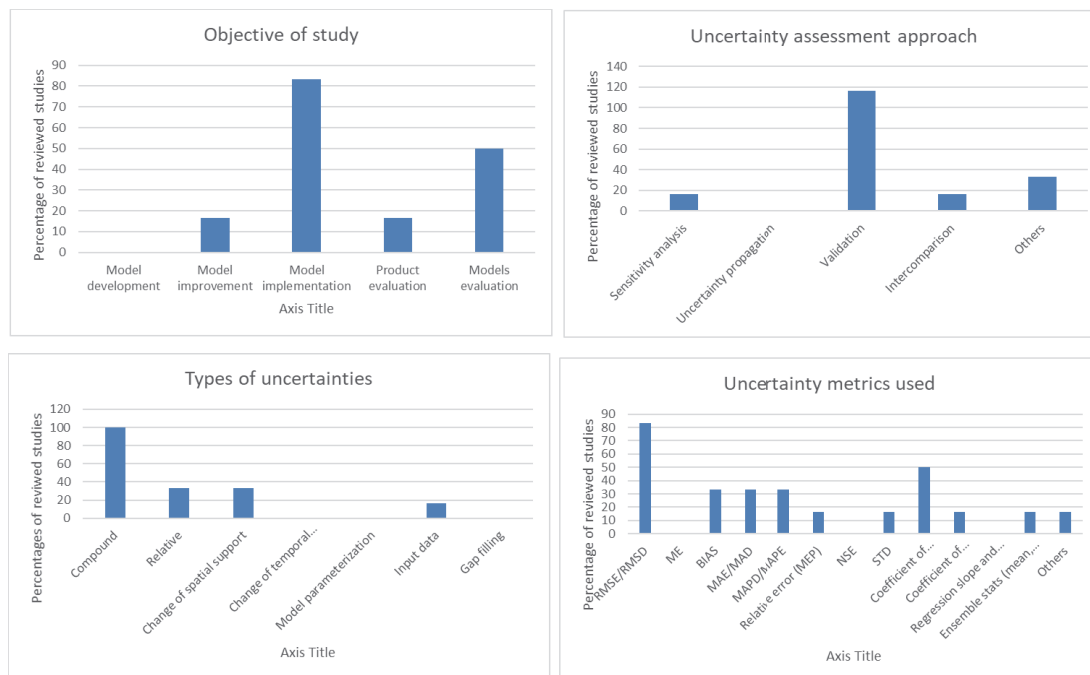 Objective of study
Percentage of reviewed studies
90
80
70
60
50
40
30
20
10
0
Model development
Model improvement
Model implementation
Product evaluation
Models evaluation
Axis Title
Uncertainty assessment approach
Percentage of reviewed studies
140
120
100
80
60
40
20
0
Sensitivity analysis
Uncertainty propagation
Validation
Intercomparison
Others
Types of uncertainties
Percentages of reviwed studies
120
100
80
60
40
20
0
Compound
Relative
Change of spatial support
Change of temporal...
Model parameterization
Input data
Gap filling
Axis Title
Uncertainty metrics used
Percentage of reviewed studies
90
80
70
60
50
40
30
20
10
0
RMSE/RMSD
ME
BIAS
MAE/MAD
MAPD/MAPE
Relative error (MEP)
NSE
STD
Coefficient of...
Coefficient of...
Regression slope and...
Ensemble stats (mean,...
Others
Axis Title